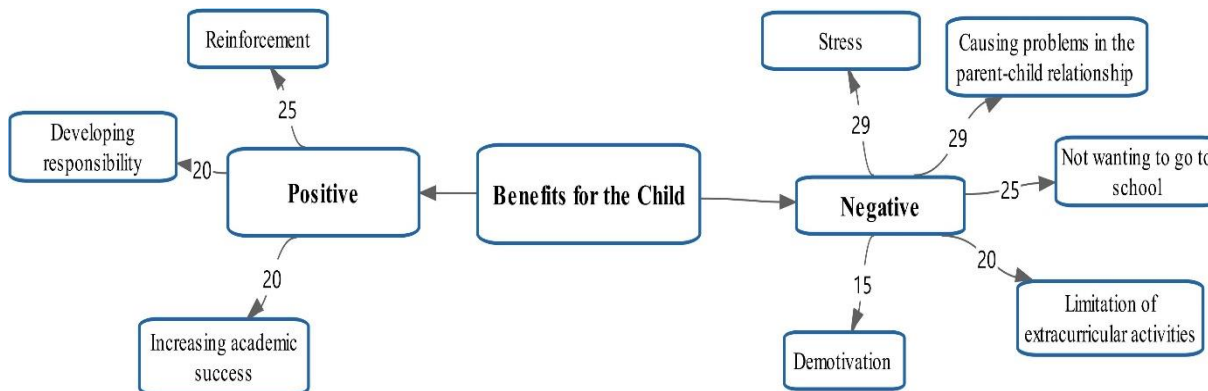 Reinforcement
25
Developing
responsibility
20
Positive
20
Increasing academic
success
Benefits for the Child
Stress
29
Causing problems in the
parent-child relationship
29
Not wanting to go to
school
25
Negative
20
Limitation of
extracurricular activities
15
Demotivation